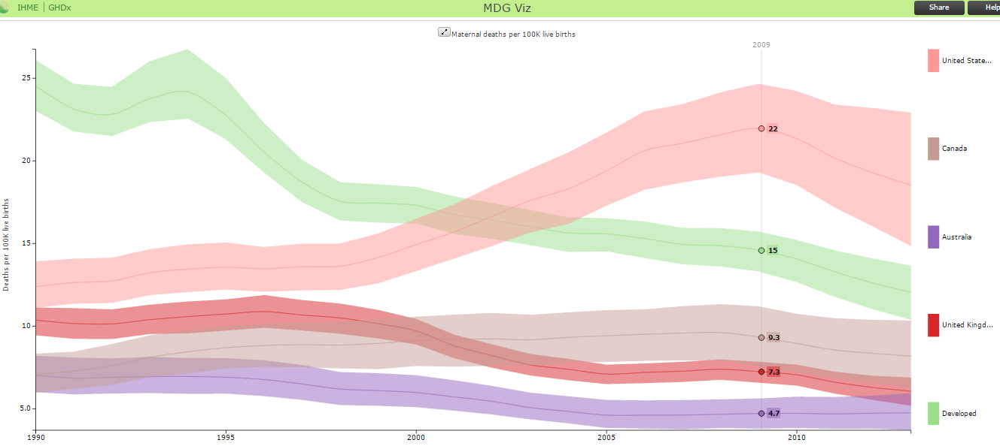 IHME GHDx
MDG Viz
Share
Help
Maternal deaths per 100K live births
2009
Deaths per 100K live births
25
20
15
10
5.0
22
15
9.3
7.3
4.7
1990
1995
2000
2005
2010
United State...
Canada
Australia
United Kingd...
Developed